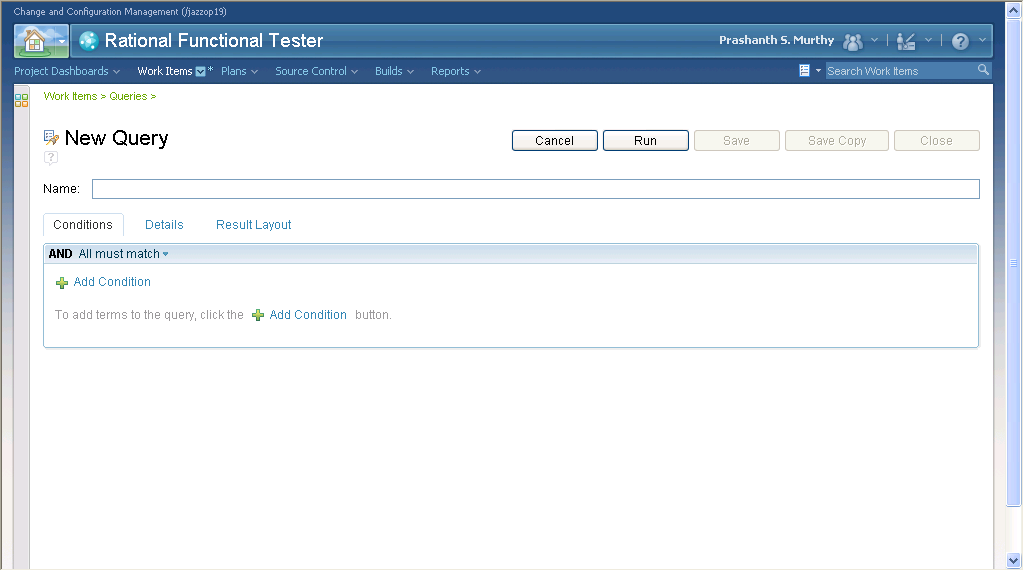 Change and Configuration Management (/jazzop19)
Rational Functional Tester
Prashanth S. Murthy
Project Dashboards Work Items * Plans Source Control Builds Reports
Search Work Items
Work Items > Queries >
New Query
Cancel Run Save Save Copy Close
?
Name:
Conditions Details Result Layout
AND All must match
Add Condition
To add terms to the query, click the Add Condition button.